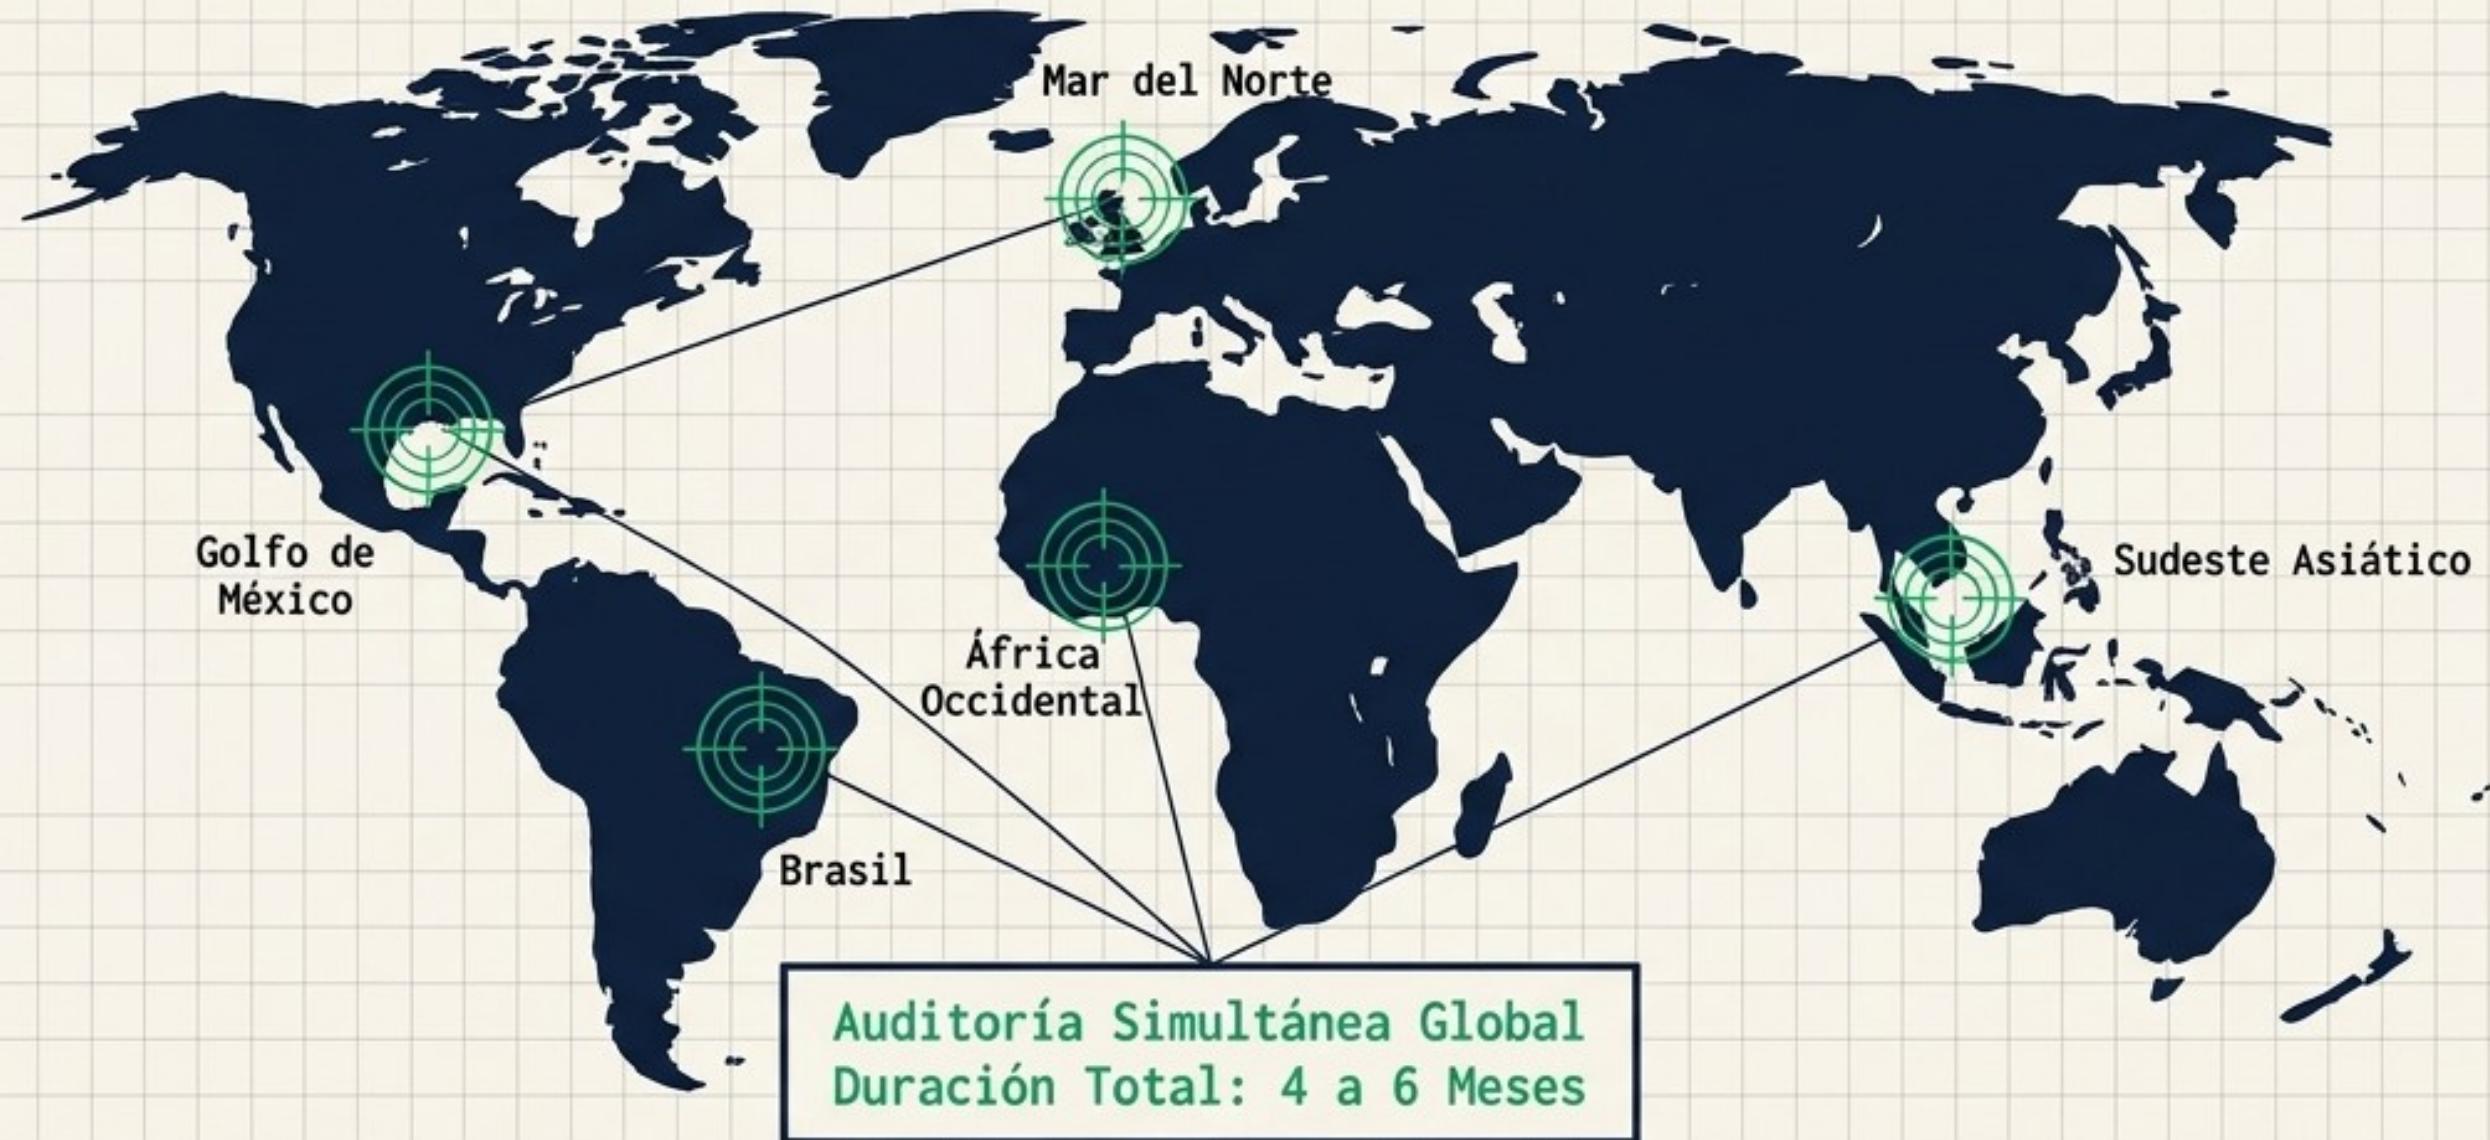 Mar del Norte
Golfo de
México
Sudeste Asiático
África
Occidental
Brasil
Auditoría Simultánea Global
Duración Total: 4 a 6 Meses